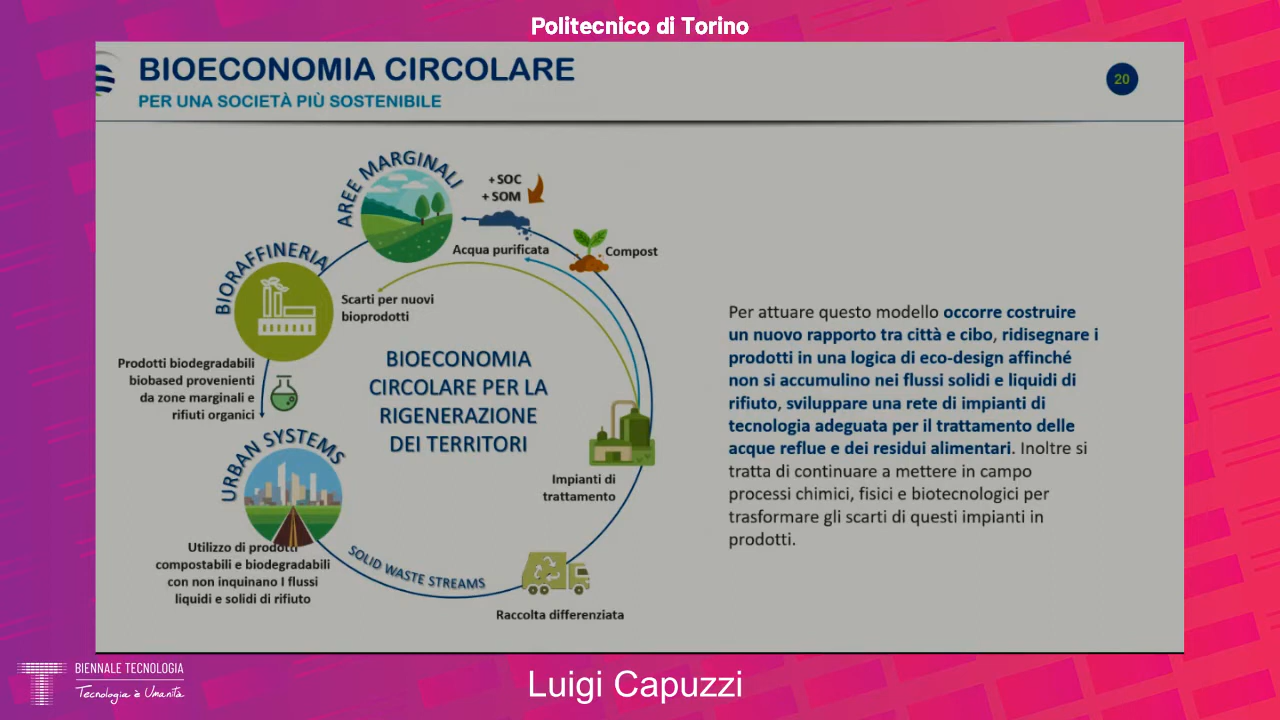 Politecnico di Torino
BIOECONOMIA CIRCOLARE
PER UNA SOCIETÀ PIÙ SOSTENIBILE
20
AREE MARGINALI
+ SOC
+ SOM
Acqua purificata
Compost
BIORAFFINERIA
Scarti per nuovi
bioprodotti
Prodotti biodegradabili
biobased provenienti
da zone marginali e
rifiuti organici
BIOECONOMIA
CIRCOLARE PER LA
RIGENERAZIONE
DEI TERRITORI
URBAN SYSTEMS
Impianti di
trattamento
Utilizzo di prodotti
compostabili e biodegradabili
con non inquinano I flussi
liquidi e solidi di rifiuto
SOLID WASTE STREAMS
Raccolta differenziata
Per attuare questo modello occorre costruire
un nuovo rapporto tra città e cibo, ridisegnare i
prodotti in una logica di eco-design affinché
non si accumulino nei flussi solidi e liquidi di
rifiuto, sviluppare una rete di impianti di
tecnologia adeguata per il trattamento delle
acque reflue e dei residui alimentari. Inoltre si
tratta di continuare a mettere in campo
processi chimici, fisici e biotecnologici per
trasformare gli scarti di questi impianti in
prodotti.
BIENNALE TECNOLOGIA
Tecnologia è Umanità
Luigi Capuzzi